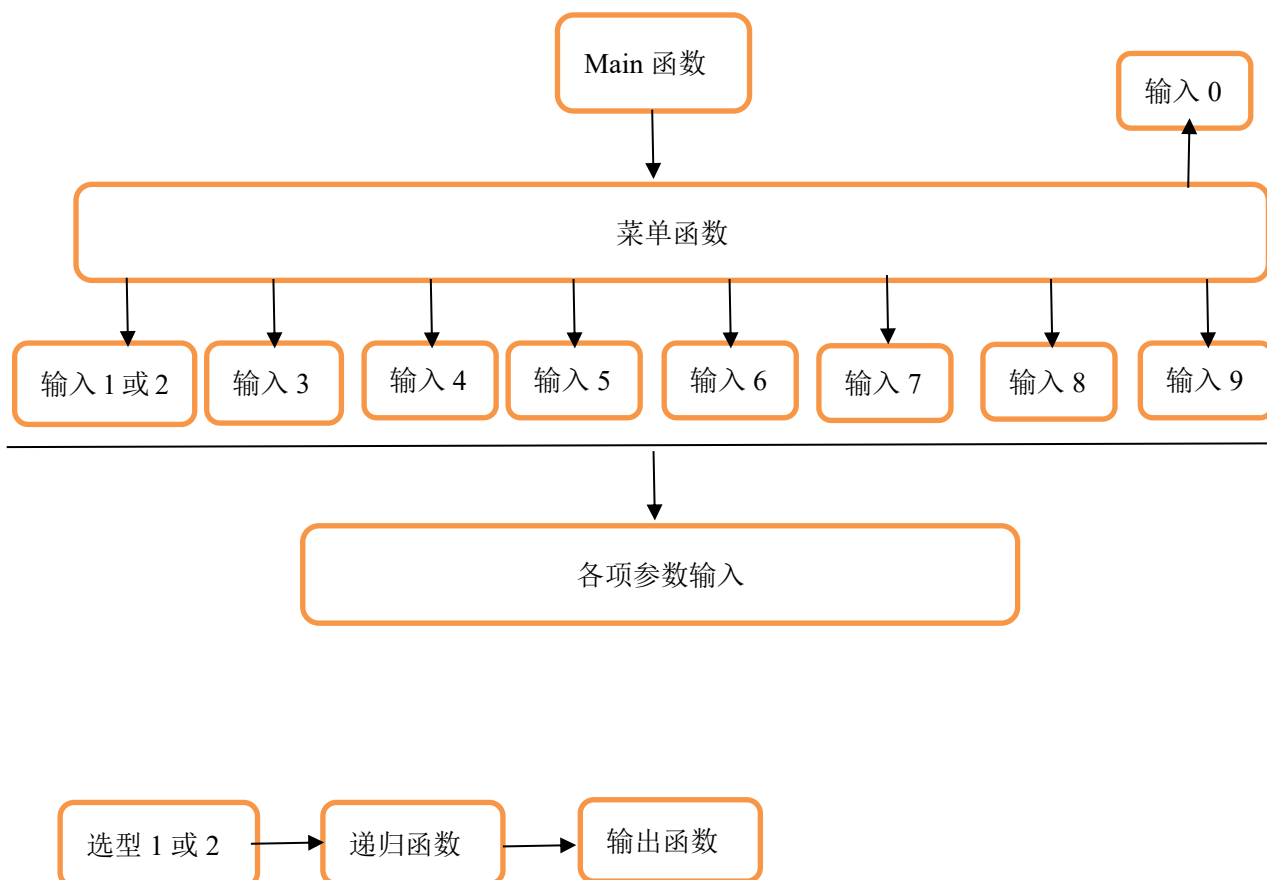 Main 函数
输入 0
菜单函数
输入 1 或 2
输入 3
输入 4
输入 5
输入 6
输入 7
输入 8
输入 9
各项参数输入
选型 1 或 2
递归函数
输出函数